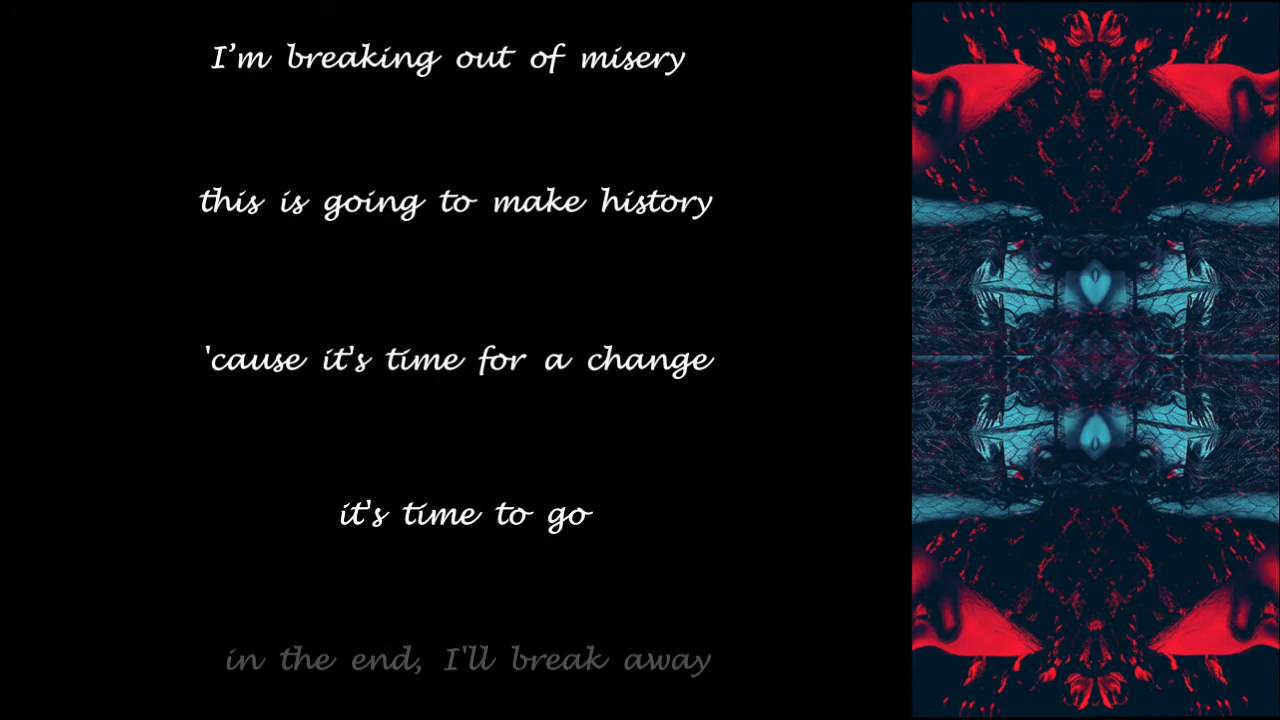 I’m breaking out of misery
this is going to make history
'cause it's time for a change
it's time to go
in the end, I'll break away